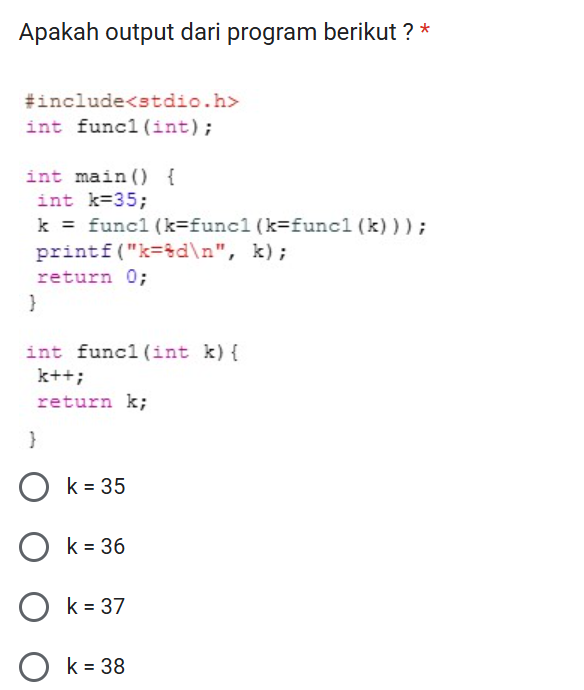 Apakah output dari program berikut ? *
#include<stdio.h>
int func1(int);
int main() {
int k=35;
k = func1(k=func1(k=func1(k)));
printf("k=%d\n", k);
return 0;
}
int func1(int k){
k++;
return k;
}
k = 35
k = 36
k = 37
k = 38